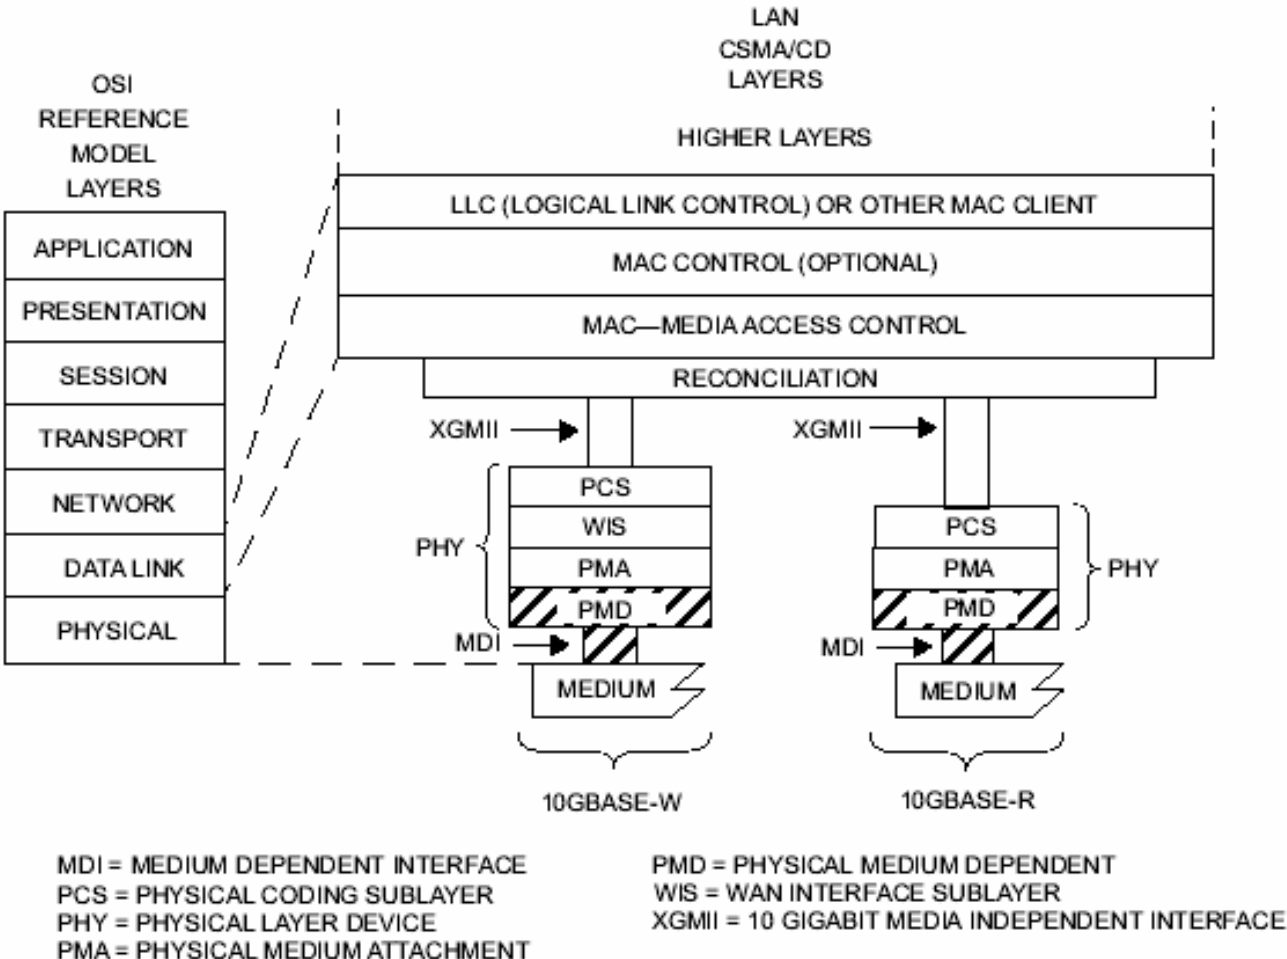 LAN
CSMA/CD
LAYERS
OSI
REFERENCE
MODEL
LAYERS
HIGHER LAYERS
LLC (LOGICAL LINK CONTROL) OR OTHER MAC CLIENT
MAC CONTROL (OPTIONAL)
MAC—MEDIA ACCESS CONTROL
RECONCILIATION
APPLICATION
PRESENTATION
SESSION
TRANSPORT
NETWORK
DATA LINK
PHYSICAL
XGMII
PCS
WIS
PMA
PMD
PHY
MDI
MEDIUM
10GBASE-W
XGMII
PCS
PMA
PMD
PHY
MDI
MEDIUM
10GBASE-R
MDI = MEDIUM DEPENDENT INTERFACE
PCS = PHYSICAL CODING SUBLAYER
PHY = PHYSICAL LAYER DEVICE
PMA = PHYSICAL MEDIUM ATTACHMENT
PMD = PHYSICAL MEDIUM DEPENDENT
WIS = WAN INTERFACE SUBLAYER
XGMII = 10 GIGABIT MEDIA INDEPENDENT INTERFACE